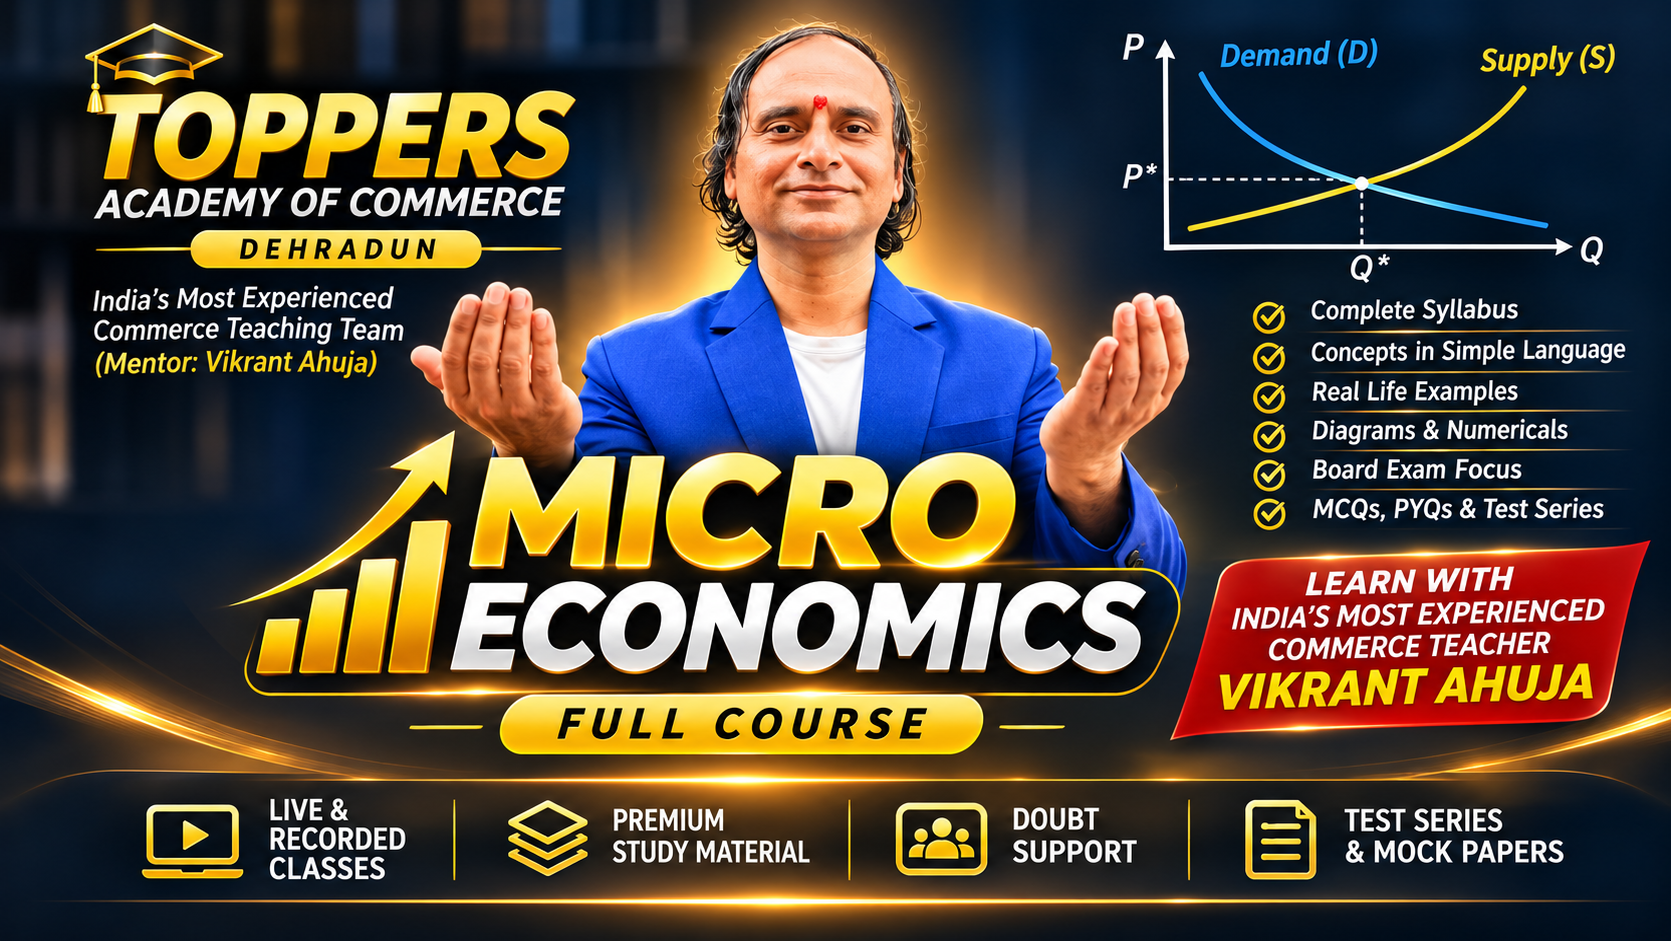 TOPPERS
ACADEMY OF COMMERCE
DEHRADUN
India's Most Experienced
Commerce Teaching Team
(Mentor: Vikrant Ahuja)
P
Demand (D)
Supply (S)
P*
Q*
Q
Complete Syllabus
Concepts in Simple Language
Real Life Examples
Diagrams & Numericals
Board Exam Focus
MCQs, PYQs & Test Series
MICRO
ECONOMICS
FULL COURSE
LEARN WITH
INDIA'S MOST EXPERIENCED
COMMERCE TEACHER
VIKRANT AHUJA
LIVE &
RECORDED
CLASSES
PREMIUM
STUDY MATERIAL
DOUBT
SUPPORT
TEST SERIES
& MOCK PAPERS